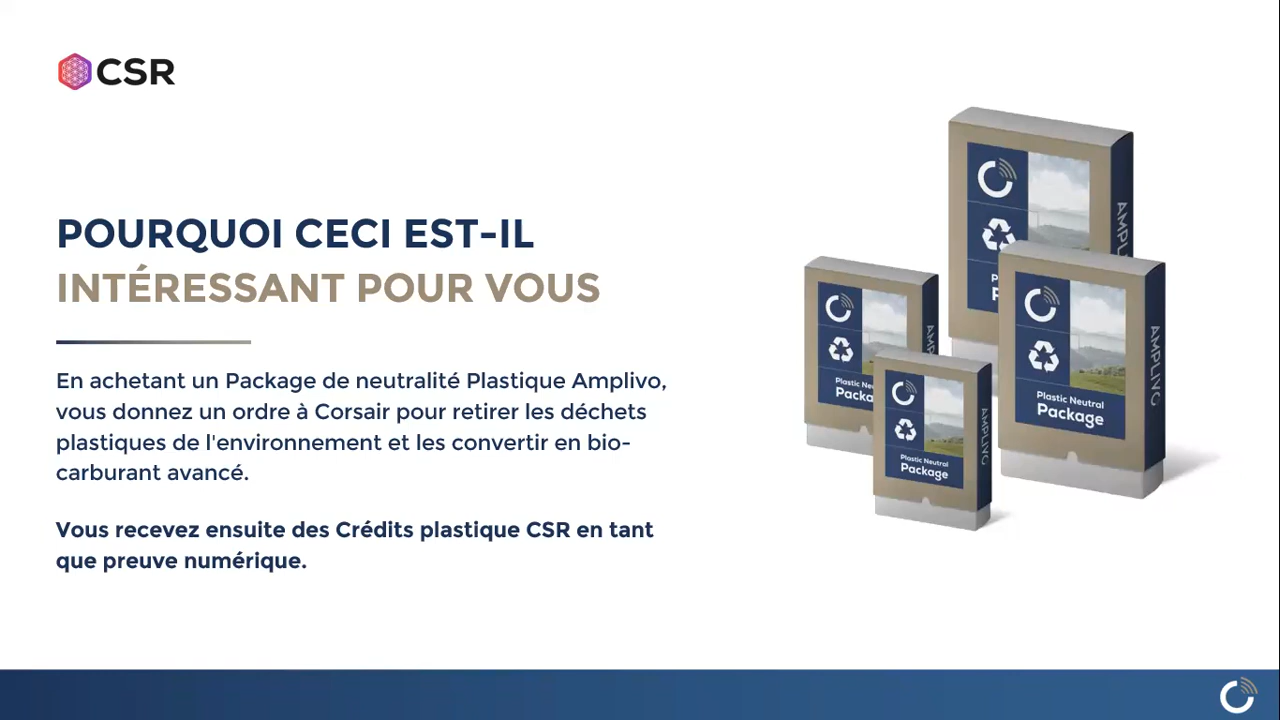 CSR
POURQUOI CECI EST-IL
INTÉRESSANT POUR VOUS
En achetant un Package de neutralité Plastique Amplivo,
vous donnez un ordre à Corsair pour retirer les déchets
plastiques de l'environnement et les convertir en bio-
carburant avancé.
Vous recevez ensuite des Crédits plastique CSR en tant
que preuve numérique.
AMPLIVO
Plastic Neutral
Package
AMPLIVO
Plastic Neutral
Package